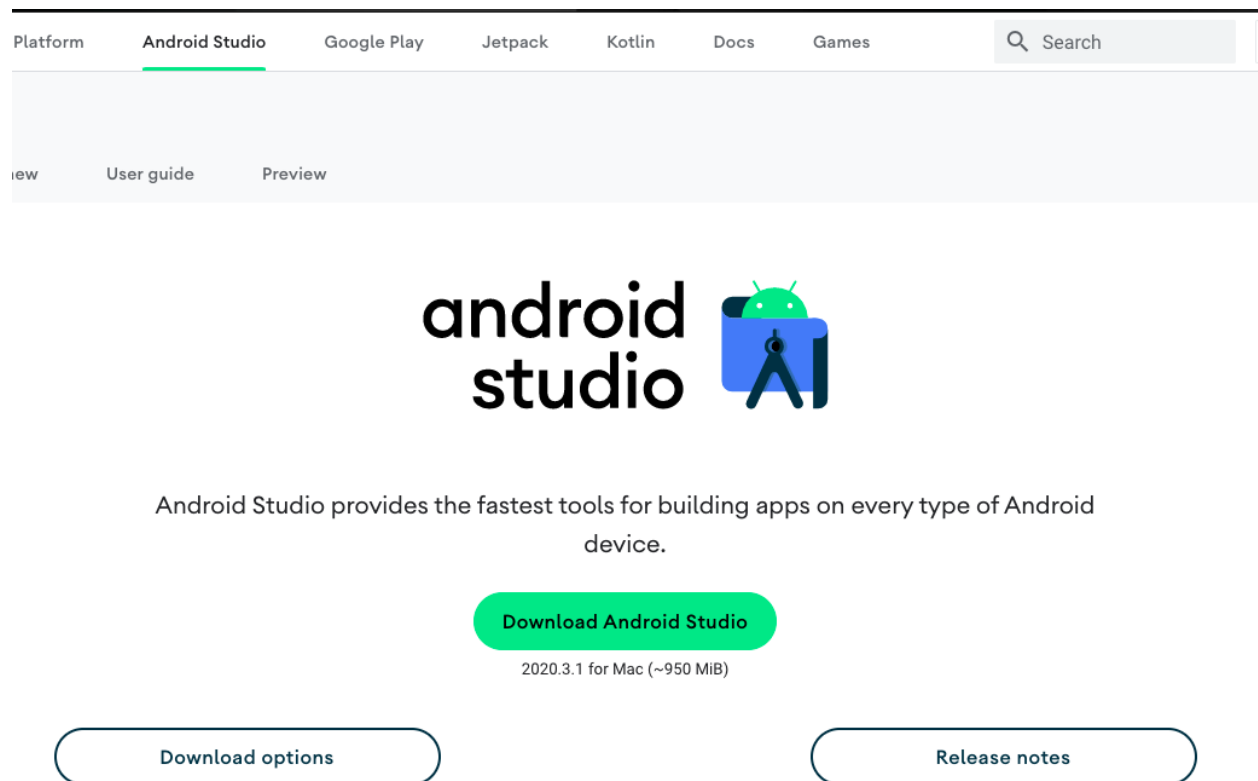 Platform Android Studio Google Play Jetpack Kotlin Docs Games Search
ew User guide Preview
android
studio
Android Studio provides the fastest tools for building apps on every type of Android
device.
Download Android Studio
2020.3.1 for Mac (~950 MiB)
Download options Release notes